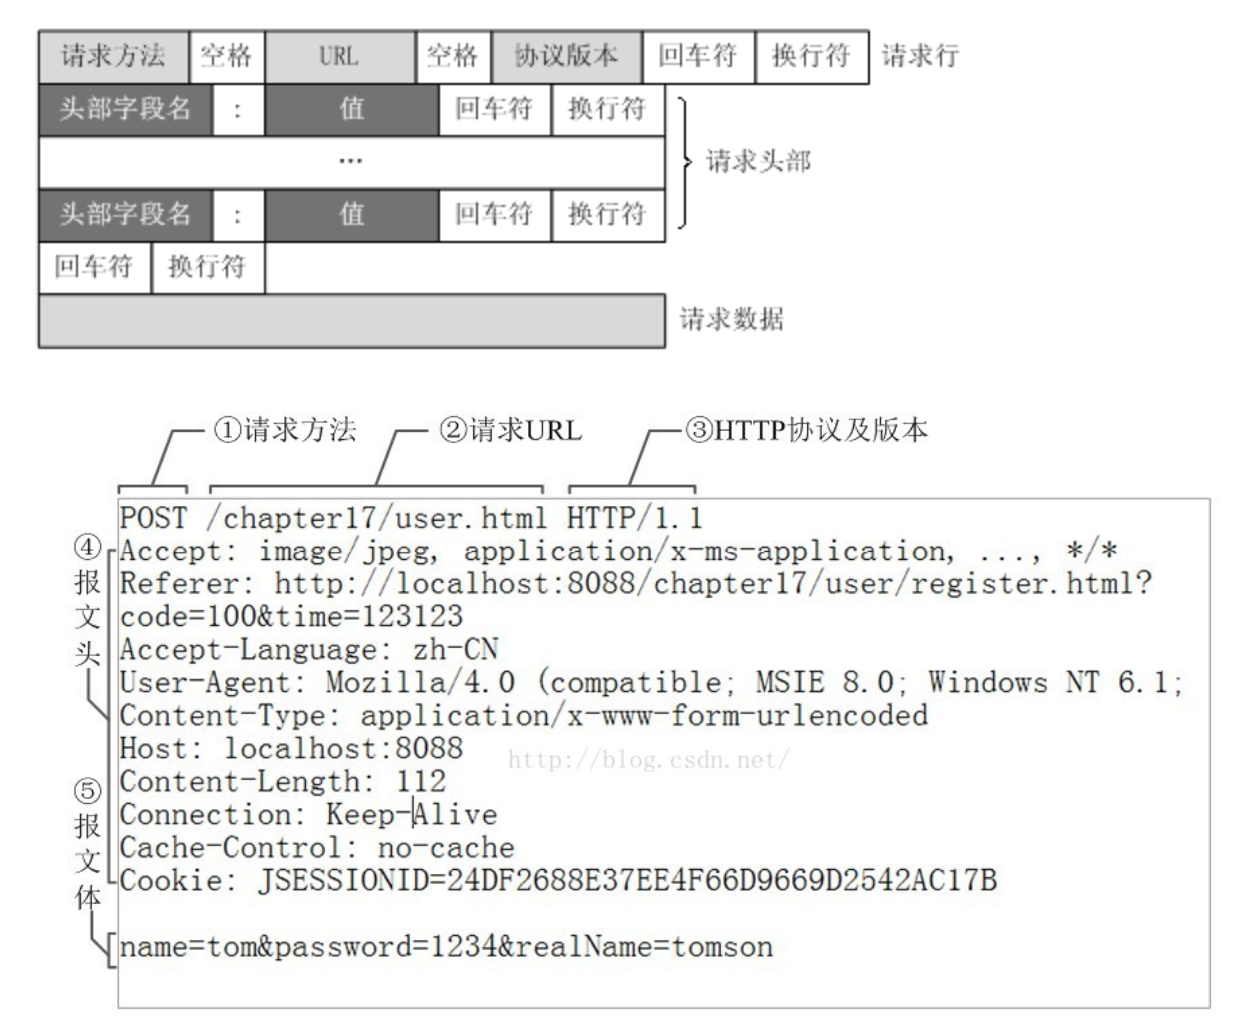 请求方法 空格 URL 空格 协议版本 回车符 换行符 请求行
头部字段名 : 值 回车符 换行符
...
请求头部
头部字段名 : 值 回车符 换行符
回车符 换行符
请求数据
①请求方法 ②请求URL ③HTTP协议及版本
POST /chapter17/user.html HTTP/1.1
④报文头
Accept: image/jpeg, application/x-ms-application, ..., */*
Referer: http://localhost:8088/chapter17/user/register.html?
code=100&time=123123
Accept-Language: zh-CN
User-Agent: Mozilla/4.0 (compatible; MSIE 8.0; Windows NT 6.1;
Content-Type: application/x-www-form-urlencoded
Host: localhost:8088
http://blog.csdn.net/
Content-Length: 112
Connection: Keep-Alive
Cache-Control: no-cache
Cookie: JSESSIONID=24DF2688E37EE4F66D9669D2542AC17B
⑤报文体
name=tom&password=1234&realName=tomson